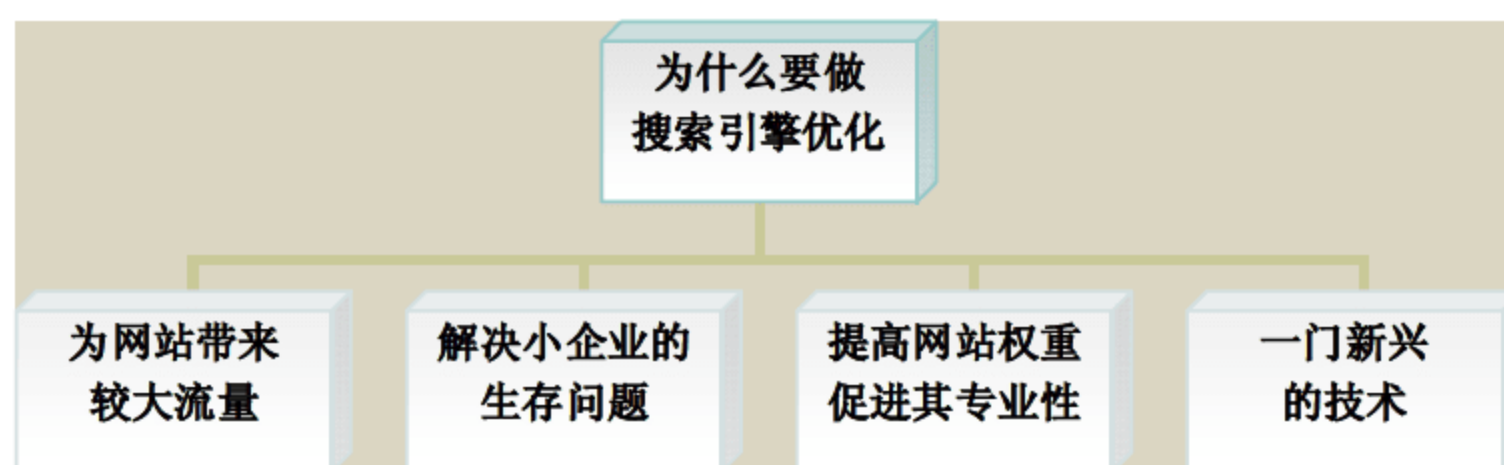 为什么要做
搜索引擎优化
为网站带来
较大流量
解决小企业的
生存问题
提高网站权重
促进其专业性
一门新兴
的技术